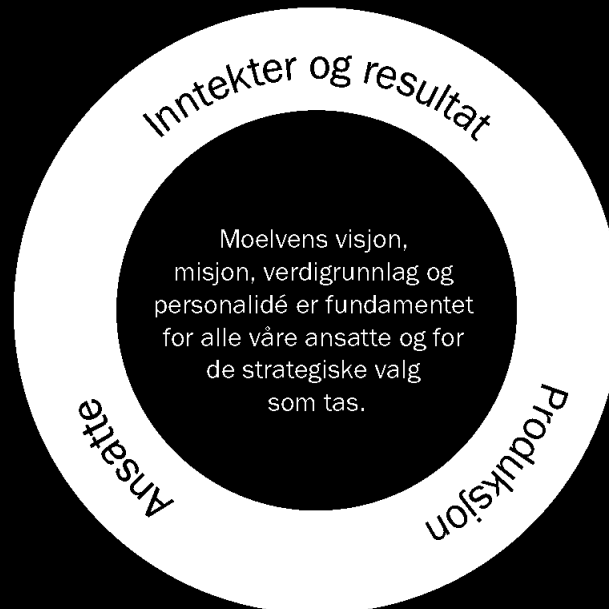 Inntekter og resultat
Moelvens visjon,
misjon, verdigrunnlag og
personalidé er fundamentet
for alle våre ansatte og for
de strategiske valg
som tas.
Ansatte
Produksjon